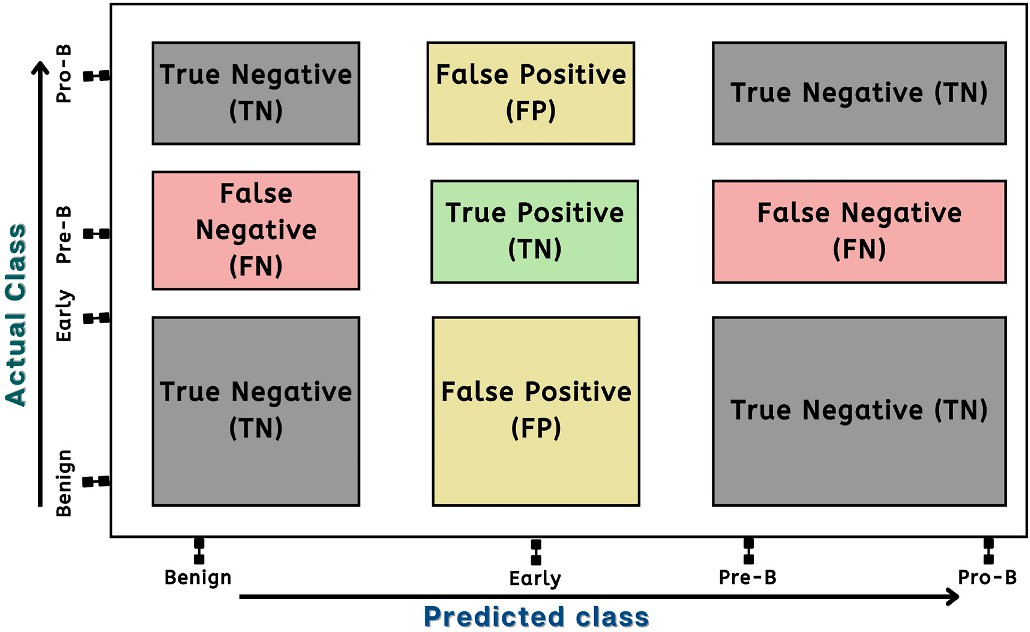 Pro-B
True Negative
(TN)
False Positive
(FP)
True Negative (TN)
Pre-B
False
Negative
(FN)
True Positive
(TN)
False Negative
(FN)
Early
Benign
True Negative
(TN)
False Positive
(FP)
True Negative (TN)
Actual Class
Benign
Early
Pre-B
Pro-B
Predicted class